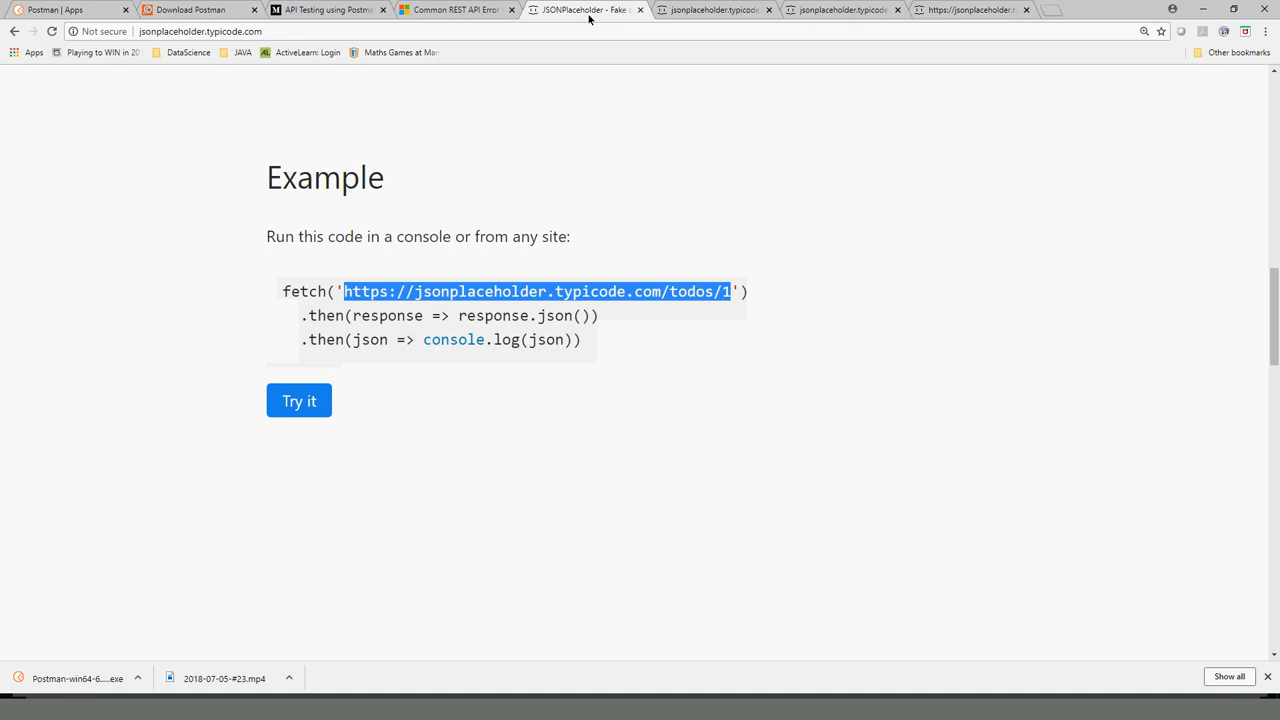 Postman | Apps
Download Postman
API Testing using Postma
Common REST API Error
JSONPlaceholder - Fake
jsonplaceholder.typicode
jsonplaceholder.typicode
https://jsonplaceholder.ty
Not secure
jsonplaceholder.typicode.com
Apps
Playing to WIN in 20
DataScience
JAVA
AL
ActiveLearn: Login
Maths Games at Man
Other bookmarks
Example
Run this code in a console or from any site:
fetch('https://jsonplaceholder.typicode.com/todos/1')
.then(response => response.json())
.then(json => console.log(json))
Try it
Postman-win64-6.....exe
2018-07-05-#23.mp4
Show all